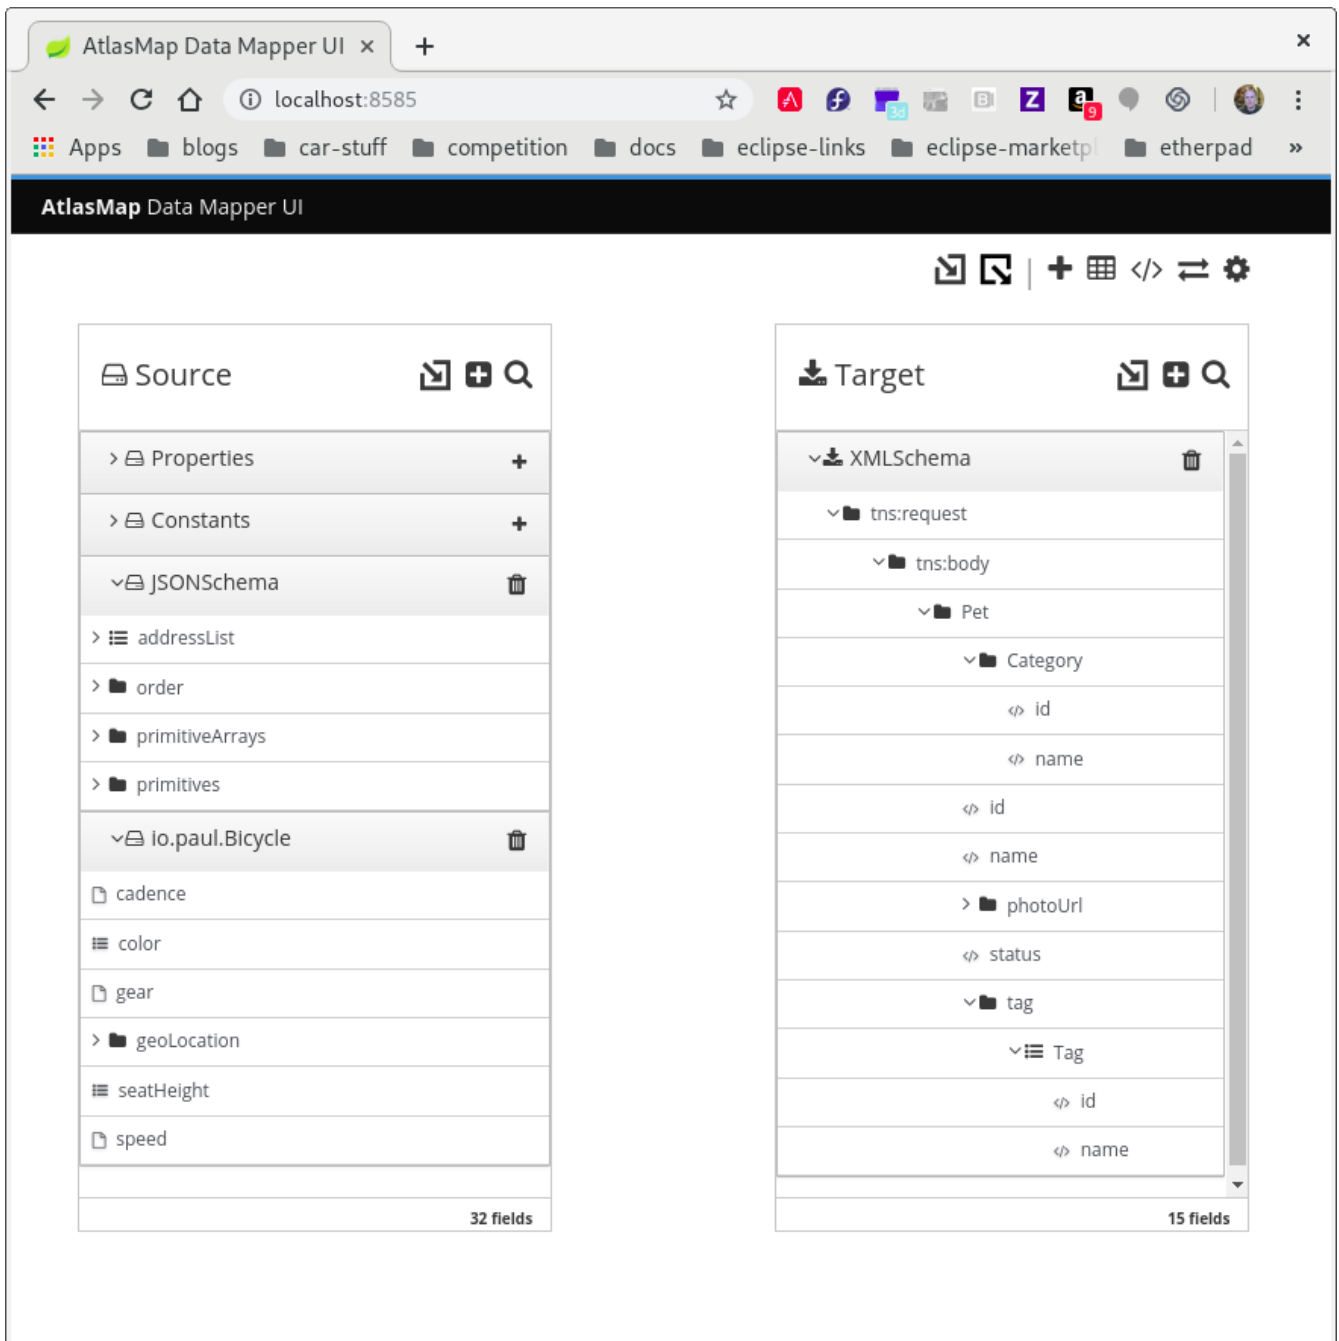 AtlasMap Data Mapper UI
localhost:8585
3d
B
Z
a
9
Apps blogs car-stuff competition docs eclipse-links eclipse-marketp etherpad »
AtlasMap Data Mapper UI
Source
Properties
Constants
JSONSchema
addressList
order
primitiveArrays
primitives
io.paul.Bicycle
cadence
color
gear
geoLocation
seatHeight
speed
32 fields
Target
XMLSchema
tns:request
tns:body
Pet
Category
id
name
id
name
photoUrl
status
tag
Tag
id
name
15 fields